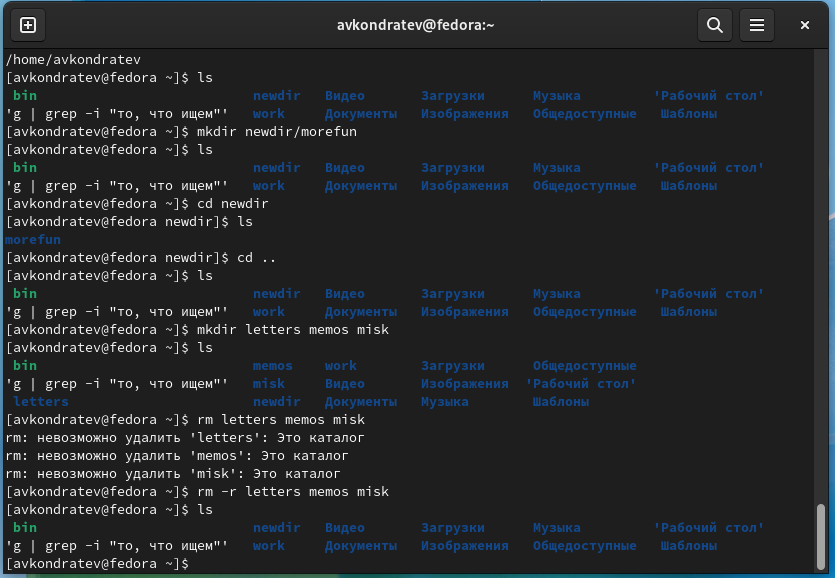 avkondratev@fedora:~
/home/avkondratev
[avkondratev@fedora ~]$ ls
bin newdir Видео Загрузки Музыка 'Рабочий стол'
'g | grep -i "то, что ищем"' work Документы Изображения Общедоступные Шаблоны
[avkondratev@fedora ~]$ mkdir newdir/morefun
[avkondratev@fedora ~]$ ls
bin newdir Видео Загрузки Музыка 'Рабочий стол'
'g | grep -i "то, что ищем"' work Документы Изображения Общедоступные Шаблоны
[avkondratev@fedora ~]$ cd newdir
[avkondratev@fedora newdir]$ ls
morefun
[avkondratev@fedora newdir]$ cd ..
[avkondratev@fedora ~]$ ls
bin newdir Видео Загрузки Музыка 'Рабочий стол'
'g | grep -i "то, что ищем"' work Документы Изображения Общедоступные Шаблоны
[avkondratev@fedora ~]$ mkdir letters memos misk
[avkondratev@fedora ~]$ ls
bin memos work Загрузки Общедоступные
'g | grep -i "то, что ищем"' misk Видео Изображения 'Рабочий стол'
letters newdir Документы Музыка Шаблоны
[avkondratev@fedora ~]$ rm letters memos misk
rm: невозможно удалить 'letters': Это каталог
rm: невозможно удалить 'memos': Это каталог
rm: невозможно удалить 'misk': Это каталог
[avkondratev@fedora ~]$ rm -r letters memos misk
[avkondratev@fedora ~]$ ls
bin newdir Видео Загрузки Музыка 'Рабочий стол'
'g | grep -i "то, что ищем"' work Документы Изображения Общедоступные Шаблоны
[avkondratev@fedora ~]$